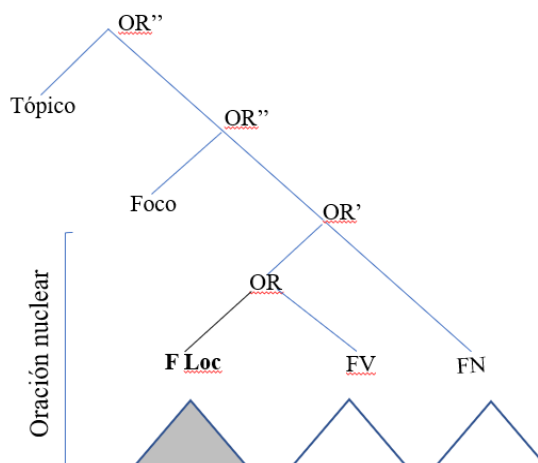 OR”
Tópico
OR”
Foco
OR’
OR
F Loc
FV
FN
Oración nuclear